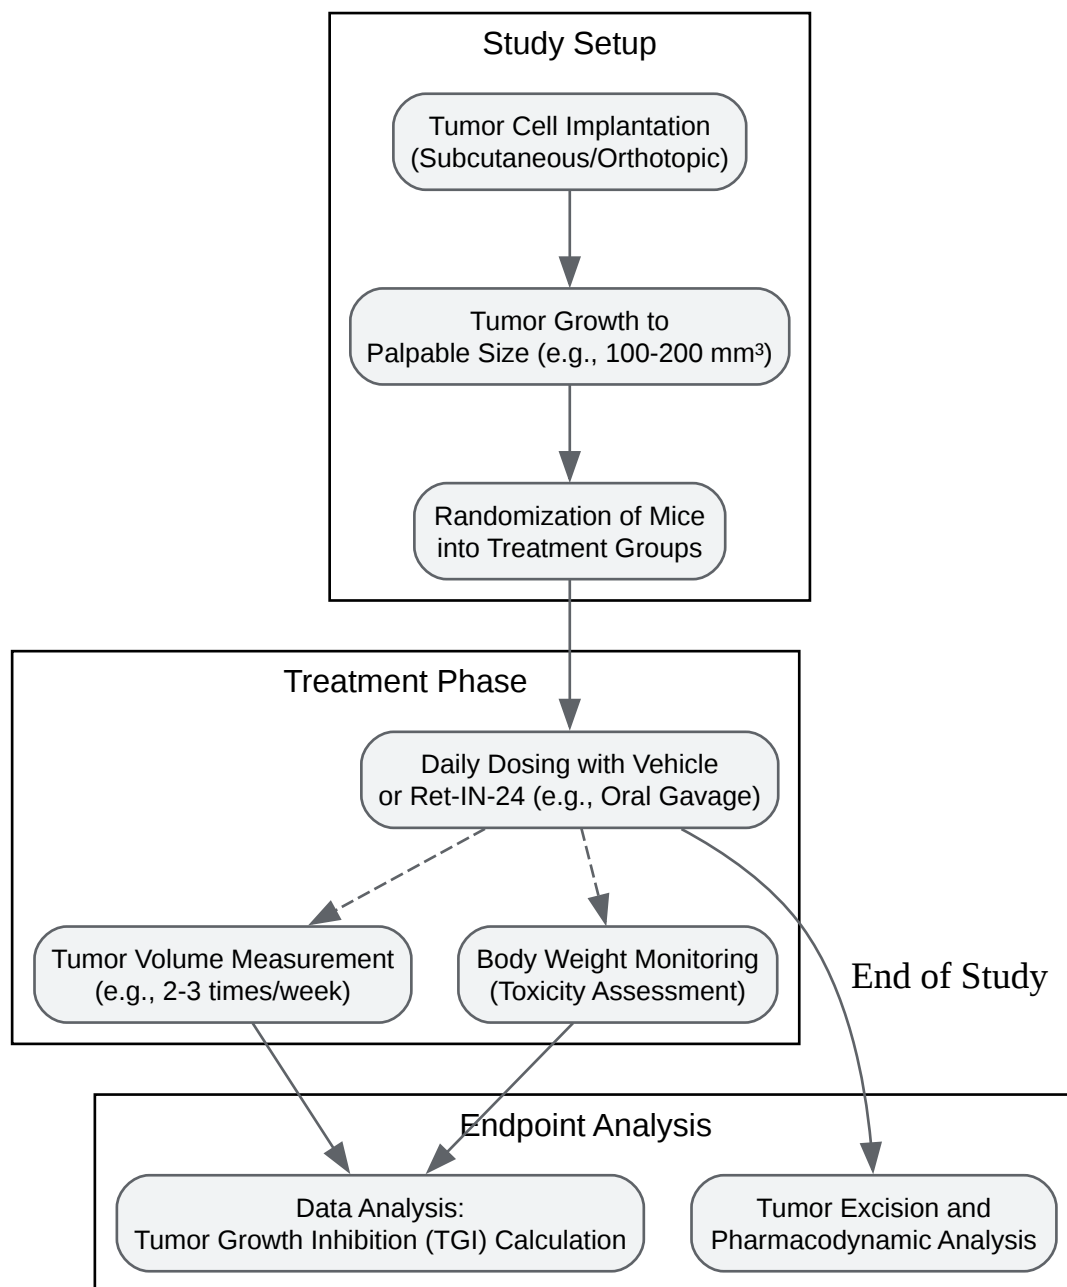 Study Setup
Tumor Cell Implantation
(Subcutaneous/Orthotopic)
Tumor Growth to
Palpable Size (e.g., 100-200 mm³)
Randomization of Mice
into Treatment Groups
Treatment Phase
Daily Dosing with Vehicle
or Ret-IN-24 (e.g., Oral Gavage)
Tumor Volume Measurement
(e.g., 2-3 times/week)
Body Weight Monitoring
(Toxicity Assessment)
End of Study
Endpoint Analysis
Data Analysis:
Tumor Growth Inhibition (TGI) Calculation
Tumor Excision and
Pharmacodynamic Analysis